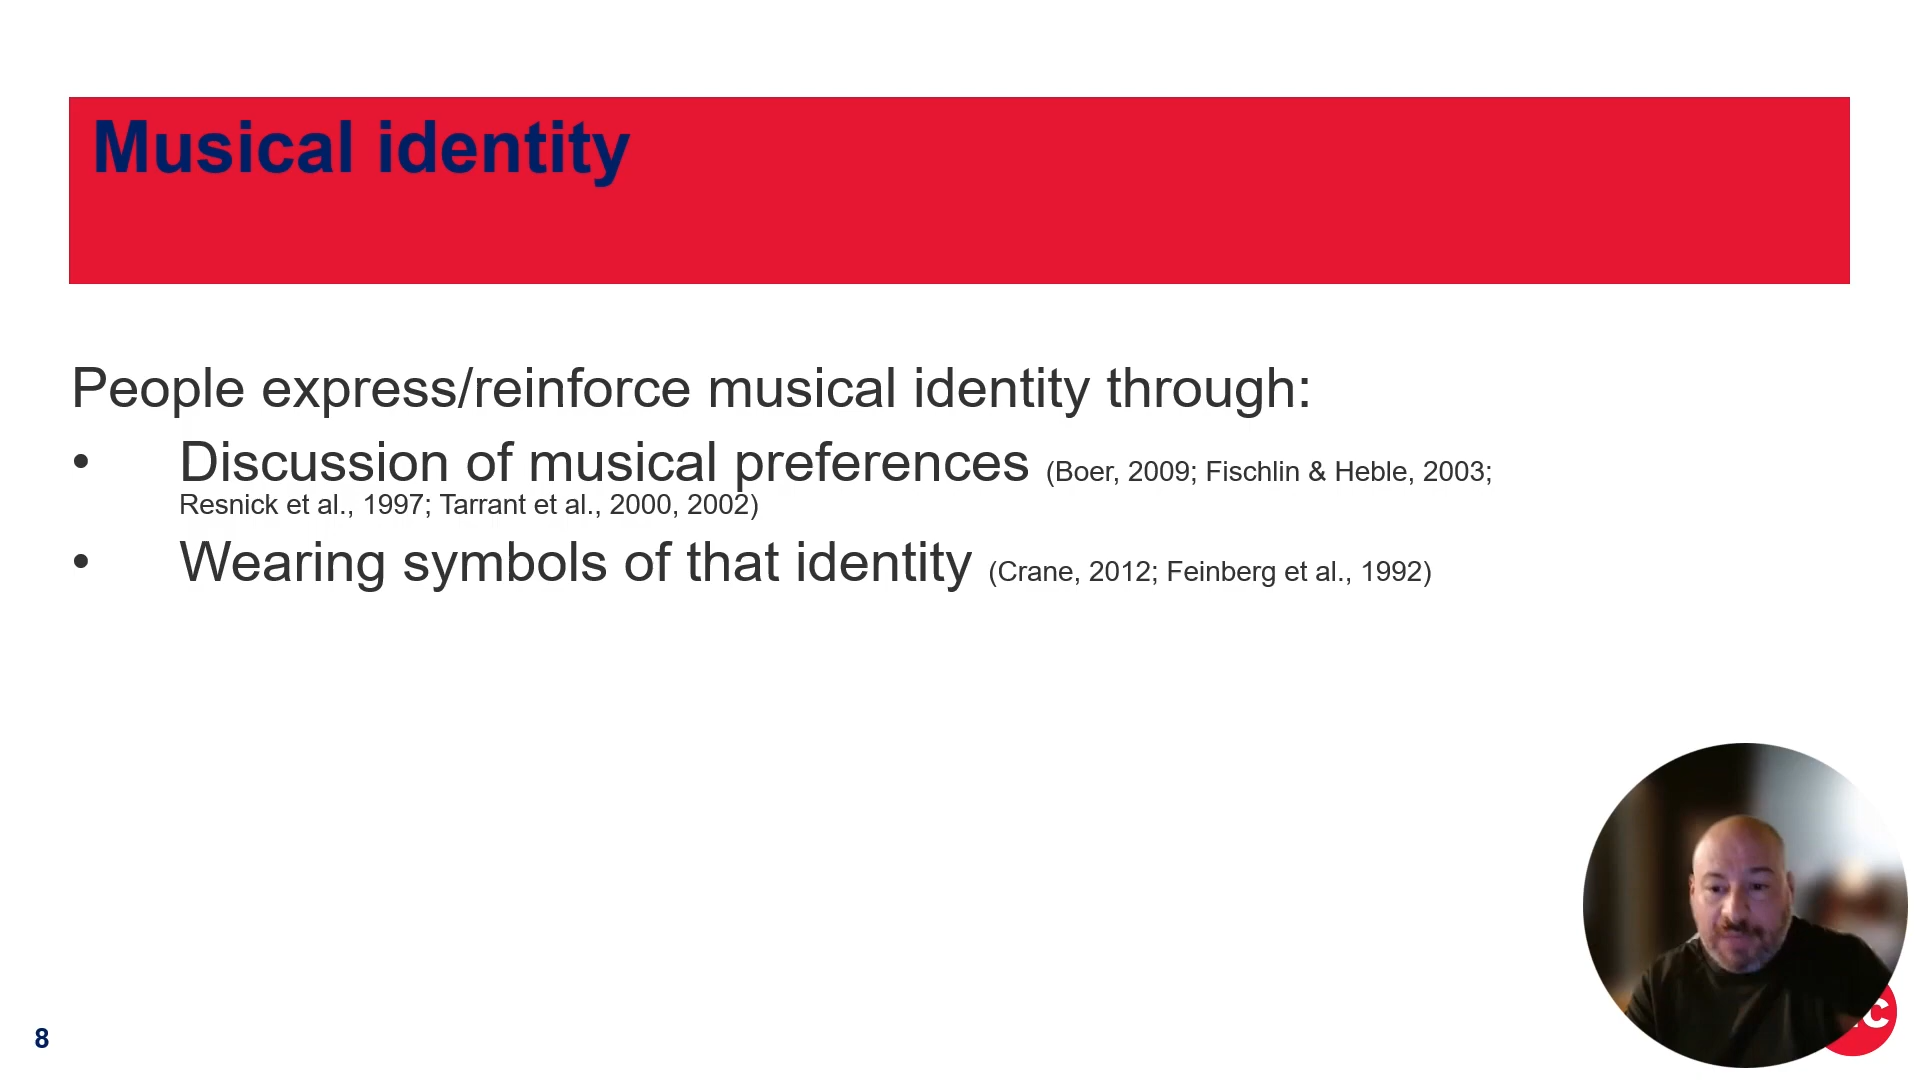 Musical identity
People express/reinforce musical identity through:
• Discussion of musical preferences (Boer, 2009; Fischlin & Heble, 2003;
Resnick et al., 1997; Tarrant et al., 2000, 2002)
• Wearing symbols of that identity (Crane, 2012; Feinberg et al., 1992)
8